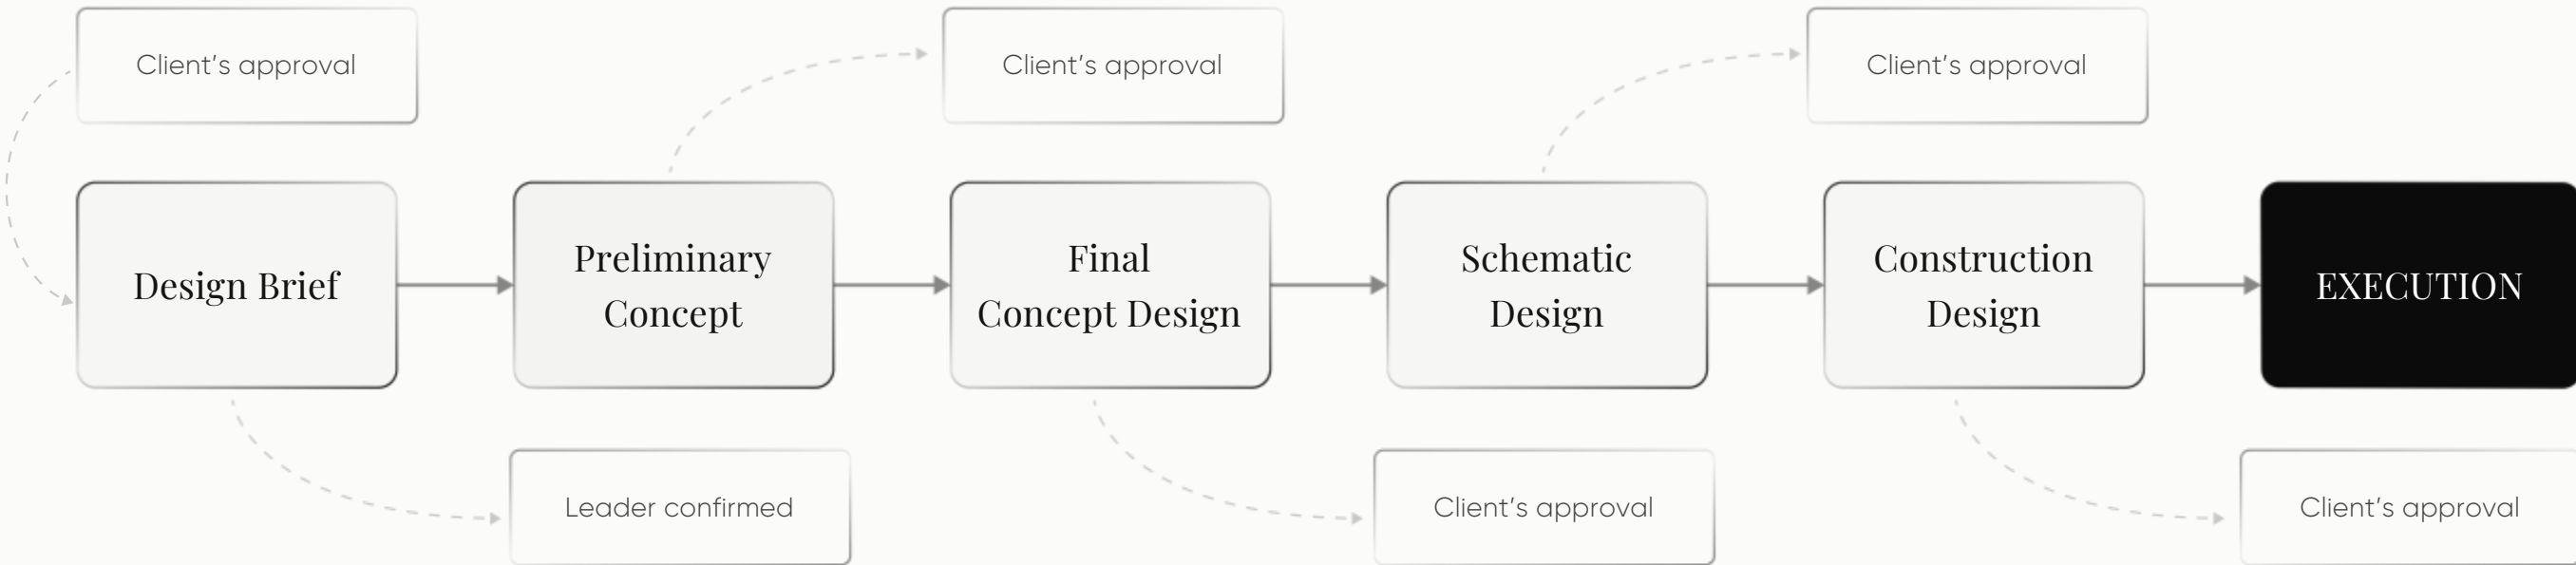 Client’s approval
Client’s approval
Client’s approval
Design Brief
Preliminary
Concept
Final
Concept Design
Schematic
Design
Construction
Design
EXECUTION
Leader confirmed
Client’s approval
Client’s approval